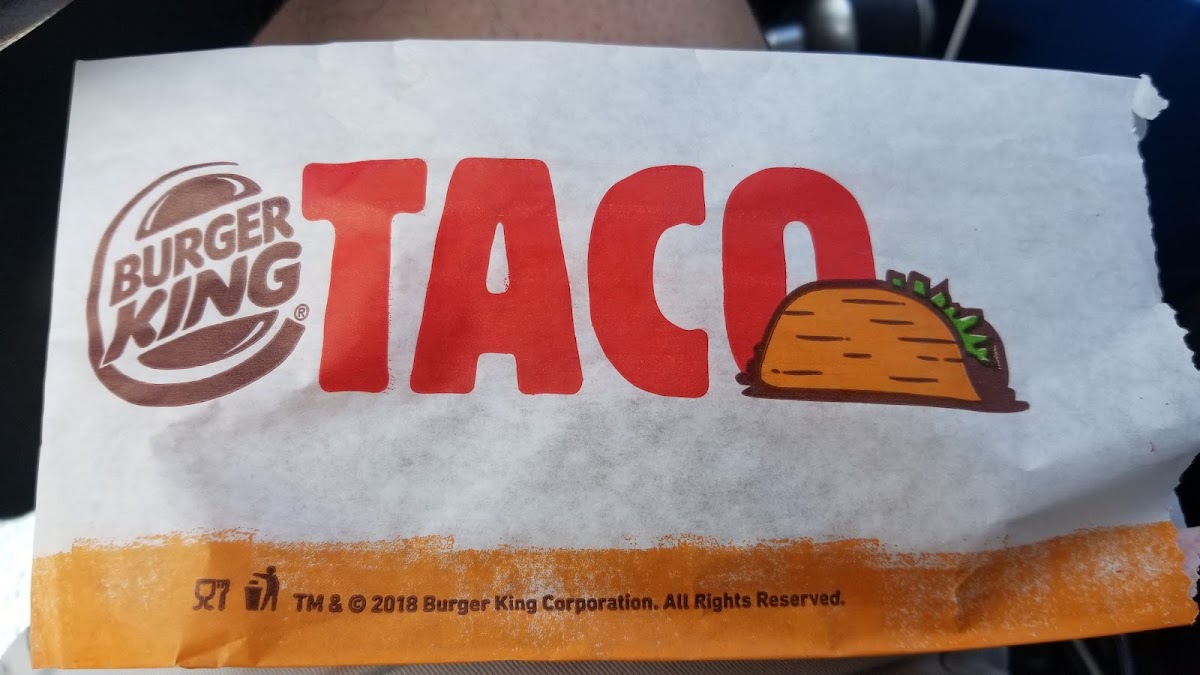 BURGER
KING®
TACO
TM & © 2018 Burger King Corporation. All Rights Reserved.